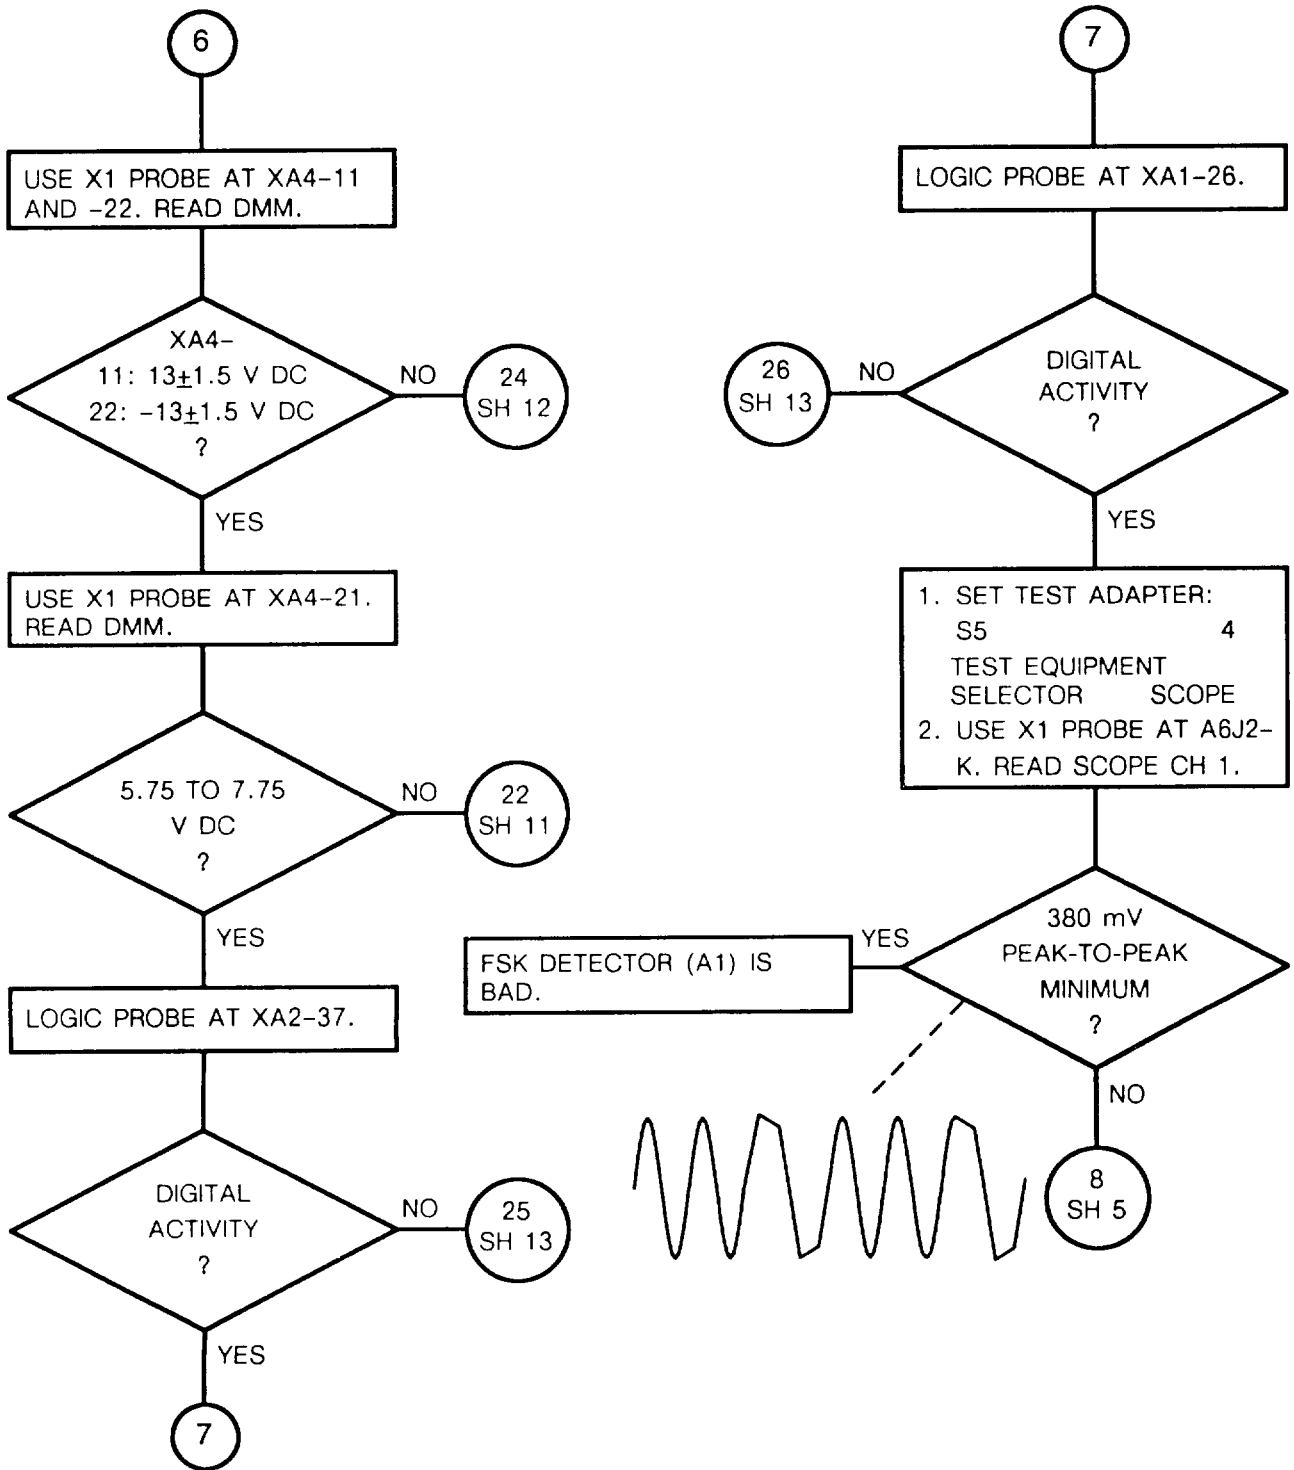 6
USE X1 PROBE AT XA4-11
AND -22. READ DMM.
XA4-
11: 13±1.5 V DC
22: -13±1.5 V DC
?
NO
24
SH 12
YES
USE X1 PROBE AT XA4-21.
READ DMM.
5.75 TO 7.75
V DC
?
NO
22
SH 11
YES
LOGIC PROBE AT XA2-37.
DIGITAL
ACTIVITY
?
NO
25
SH 13
YES
7
7
LOGIC PROBE AT XA1-26.
DIGITAL
ACTIVITY
?
NO
26
SH 13
YES
1. SET TEST ADAPTER:
S5 4
TEST EQUIPMENT
SELECTOR SCOPE
2. USE X1 PROBE AT A6J2-
K. READ SCOPE CH 1.
380 mV
PEAK-TO-PEAK
MINIMUM
?
YES
FSK DETECTOR (A1) IS
BAD.
NO
8
SH 5